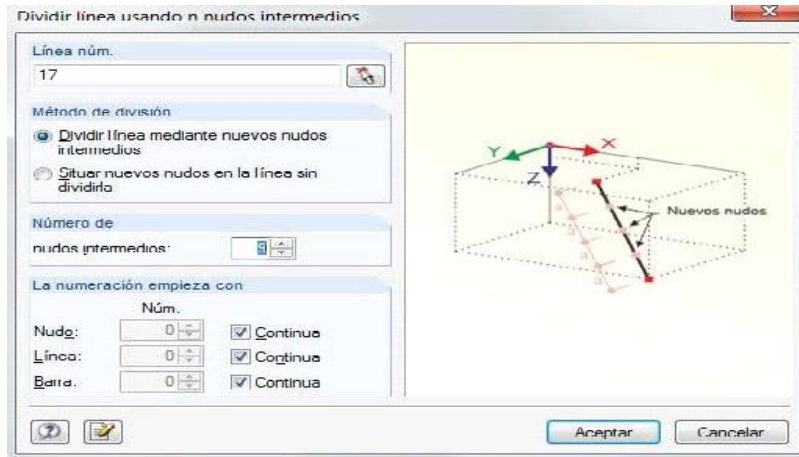 Dividir línea usando n nudos intermedios
Línea núm.
17
Método de división
Dividir línea mediante nuevos nudos
intermedios
Situar nuevos nudos en la línea sin
dividirla
Número de
nudos intermedios:
La numeración empieza con
Núm.
Nudo: 0 Continua
Línea: 0 Continua
Barra: 0 Continua
Y X
Z
Nuevos nudos
a
a
a
a
Aceptar Cancelar